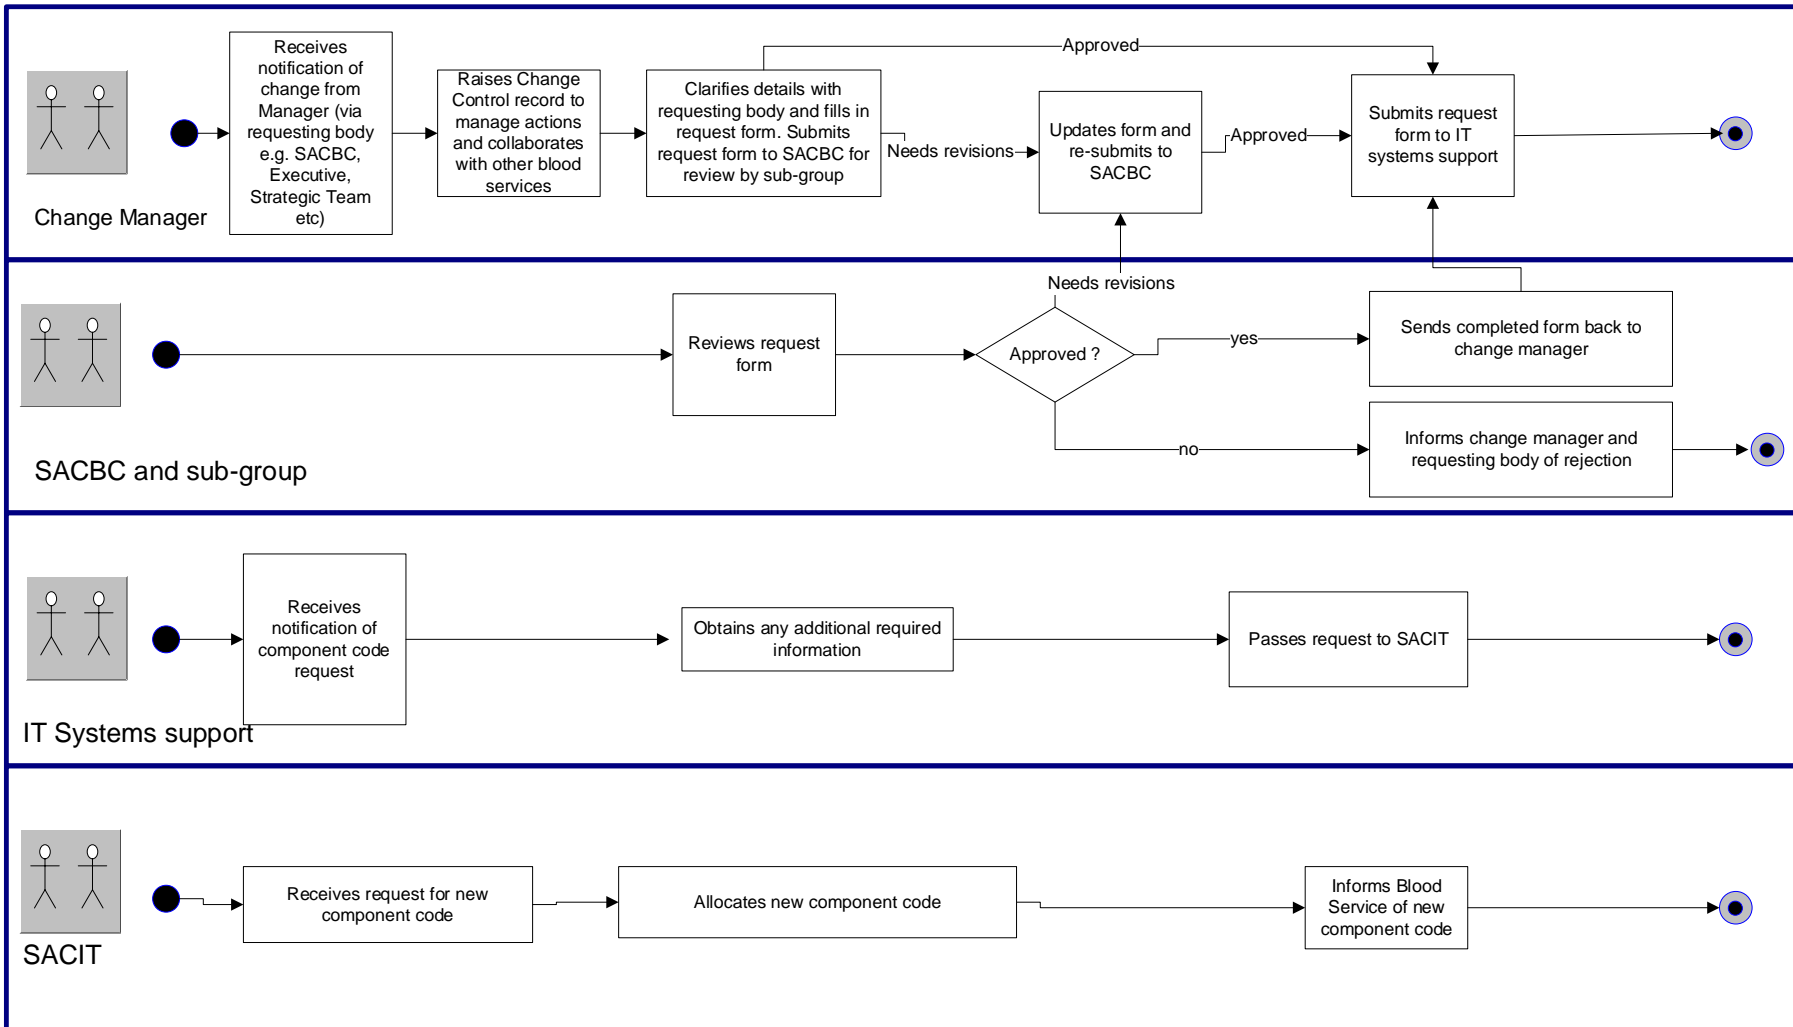 Receives
notification of
change from
Manager (via
requesting body
e.g. SACBC,
Executive,
Strategic Team
etc)
Raises Change
Control record to
manage actions
and collaborates
with other blood
services
Clarifies details with
requesting body and fills in
request form. Submits
request form to SACBC for
review by sub-group
Approved
Needs revisions
Updates form and
re-submits to
SACBC
Approved
Submits request
form to IT
systems support
Change Manager
Needs revisions
Reviews request
form
Approved ?
yes
Sends completed form back to
change manager
no
Informs change manager and
requesting body of rejection
SACBC and sub-group
Receives
notification of
component code
request
Obtains any additional required
information
Passes request to SACIT
IT Systems support
Receives request for new
component code
Allocates new component code
Informs Blood
Service of new
component code
SACIT